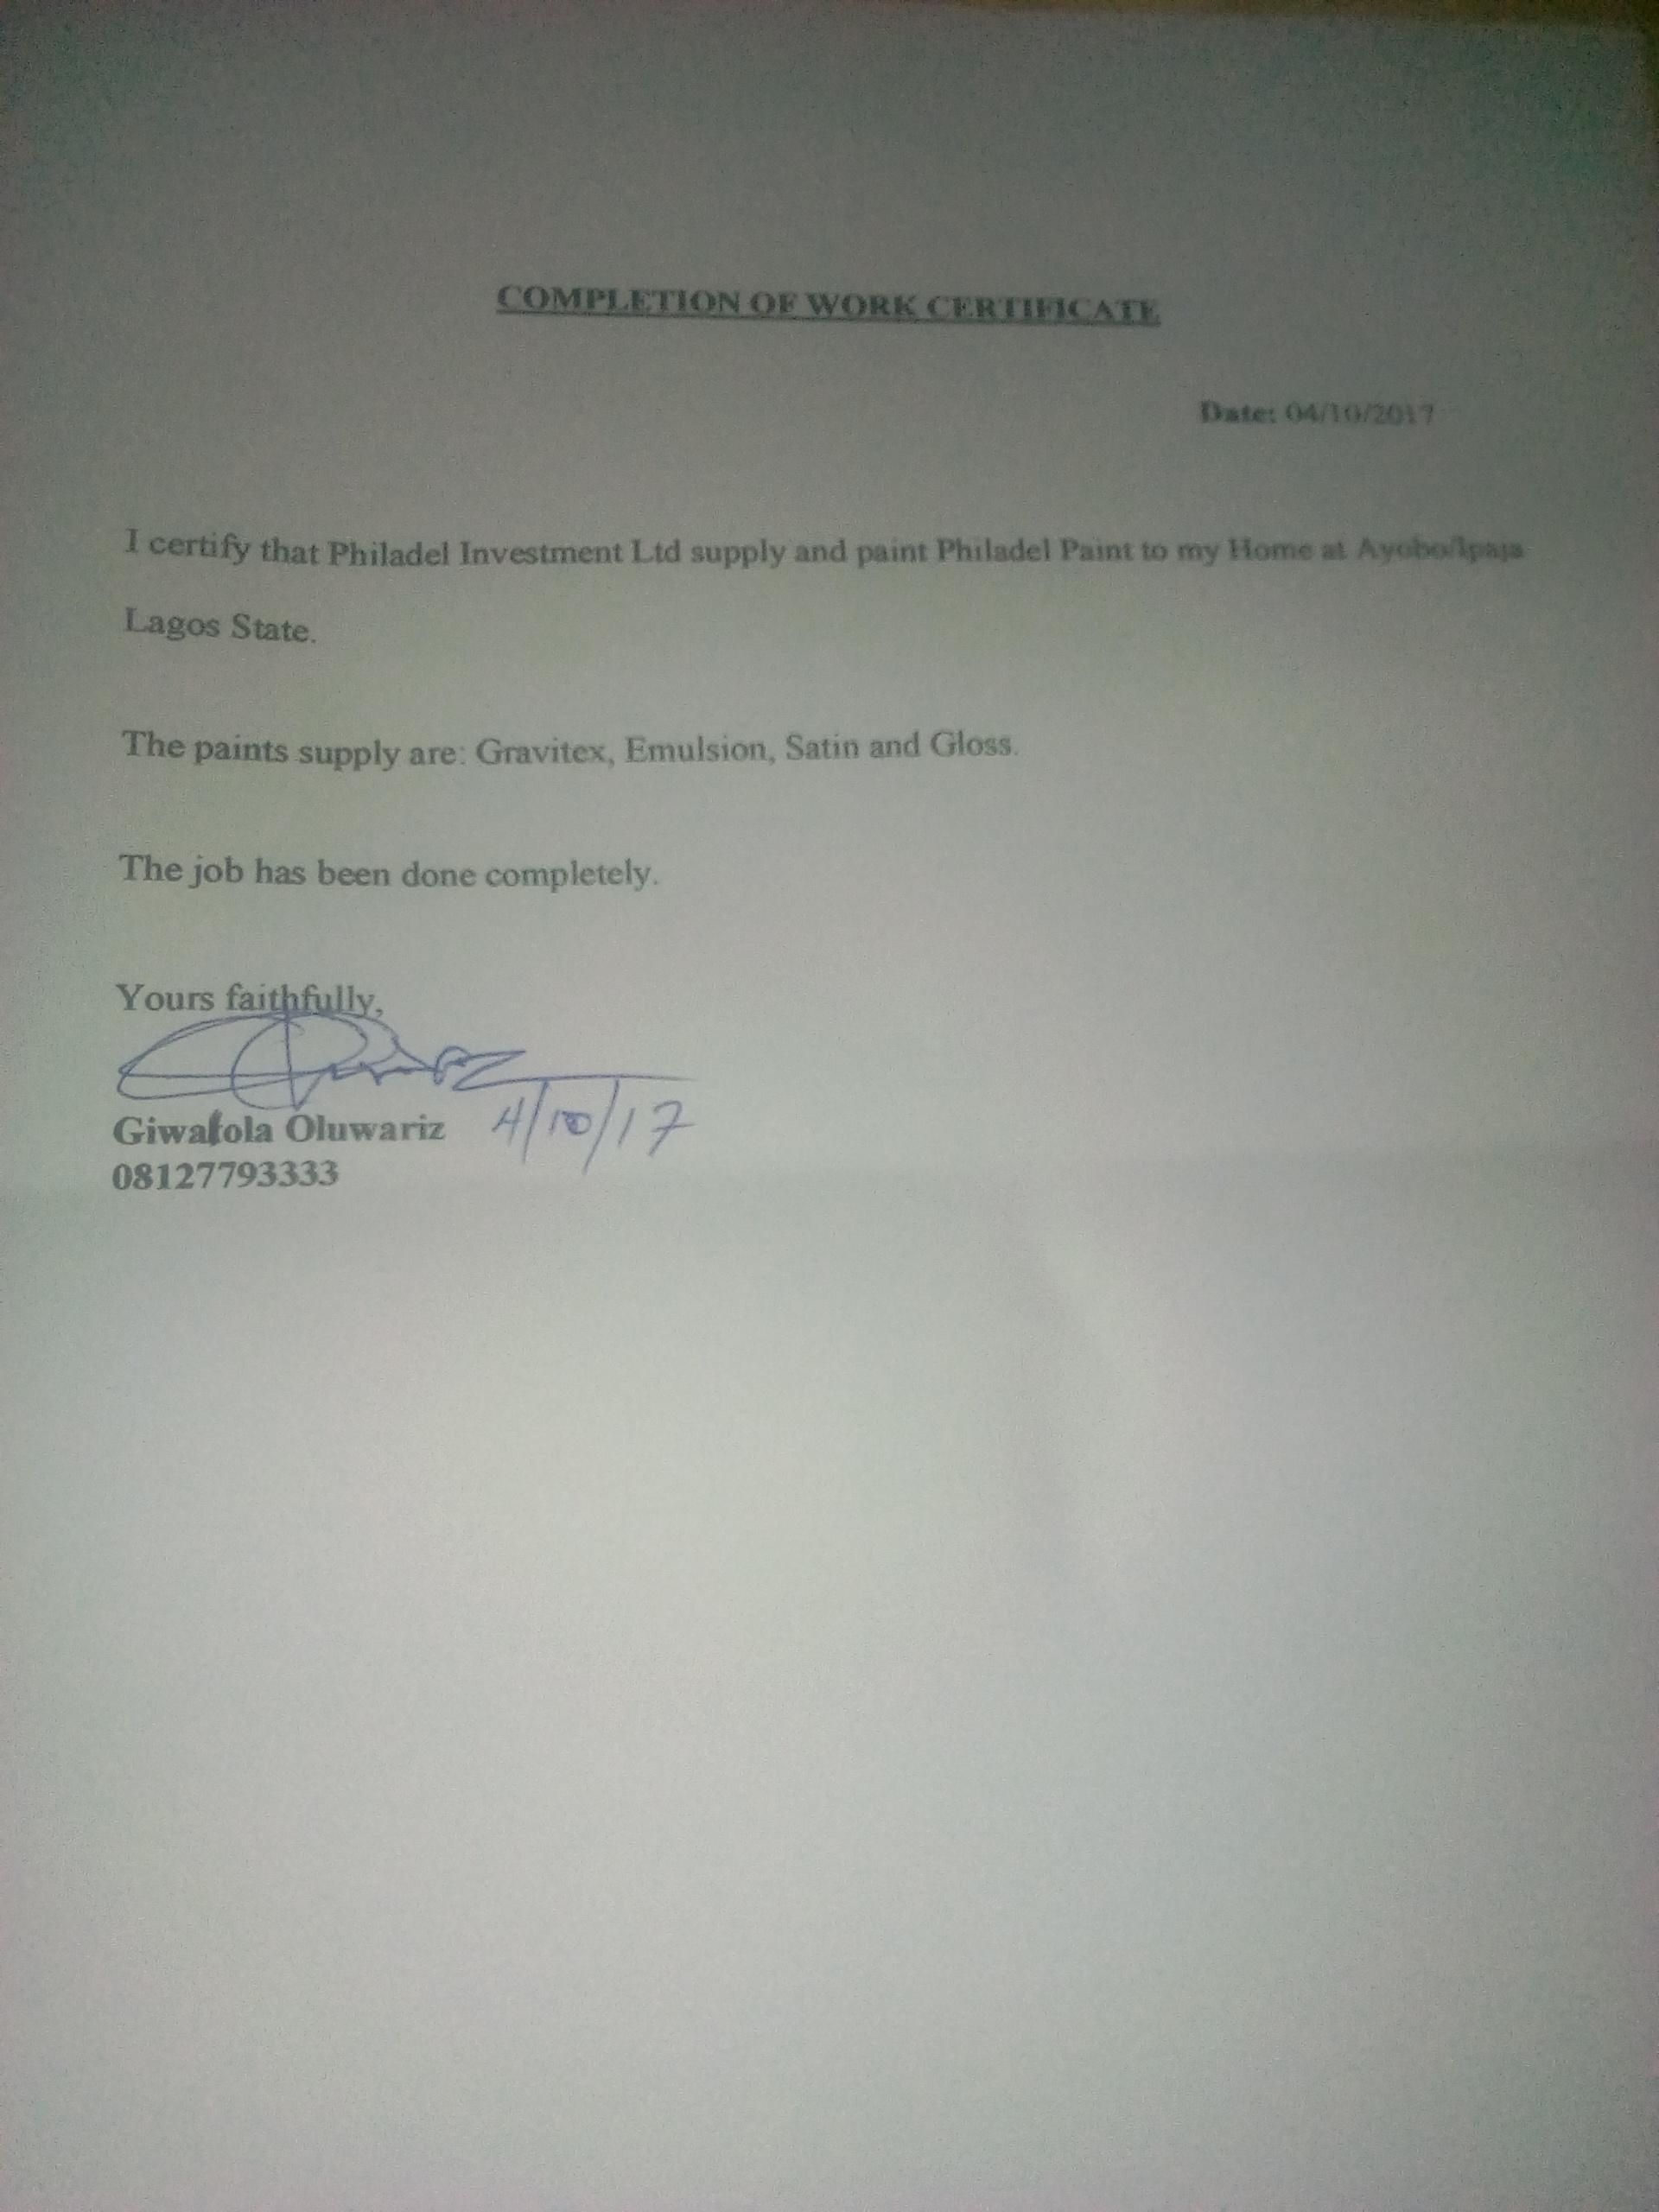 COMPLETION OF WORK CERTIFICATE
Date: 04/10/2017
I certify that Philadel Investment Ltd supply and paint Philadel Paint to my Home at Ayobo/Ipaja
Lagos State.
The paints supply are: Gravitex, Emulsion, Satin and Gloss.
The job has been done completely.
Yours faithfully,
Oluwariz 4/10/17
08127793333